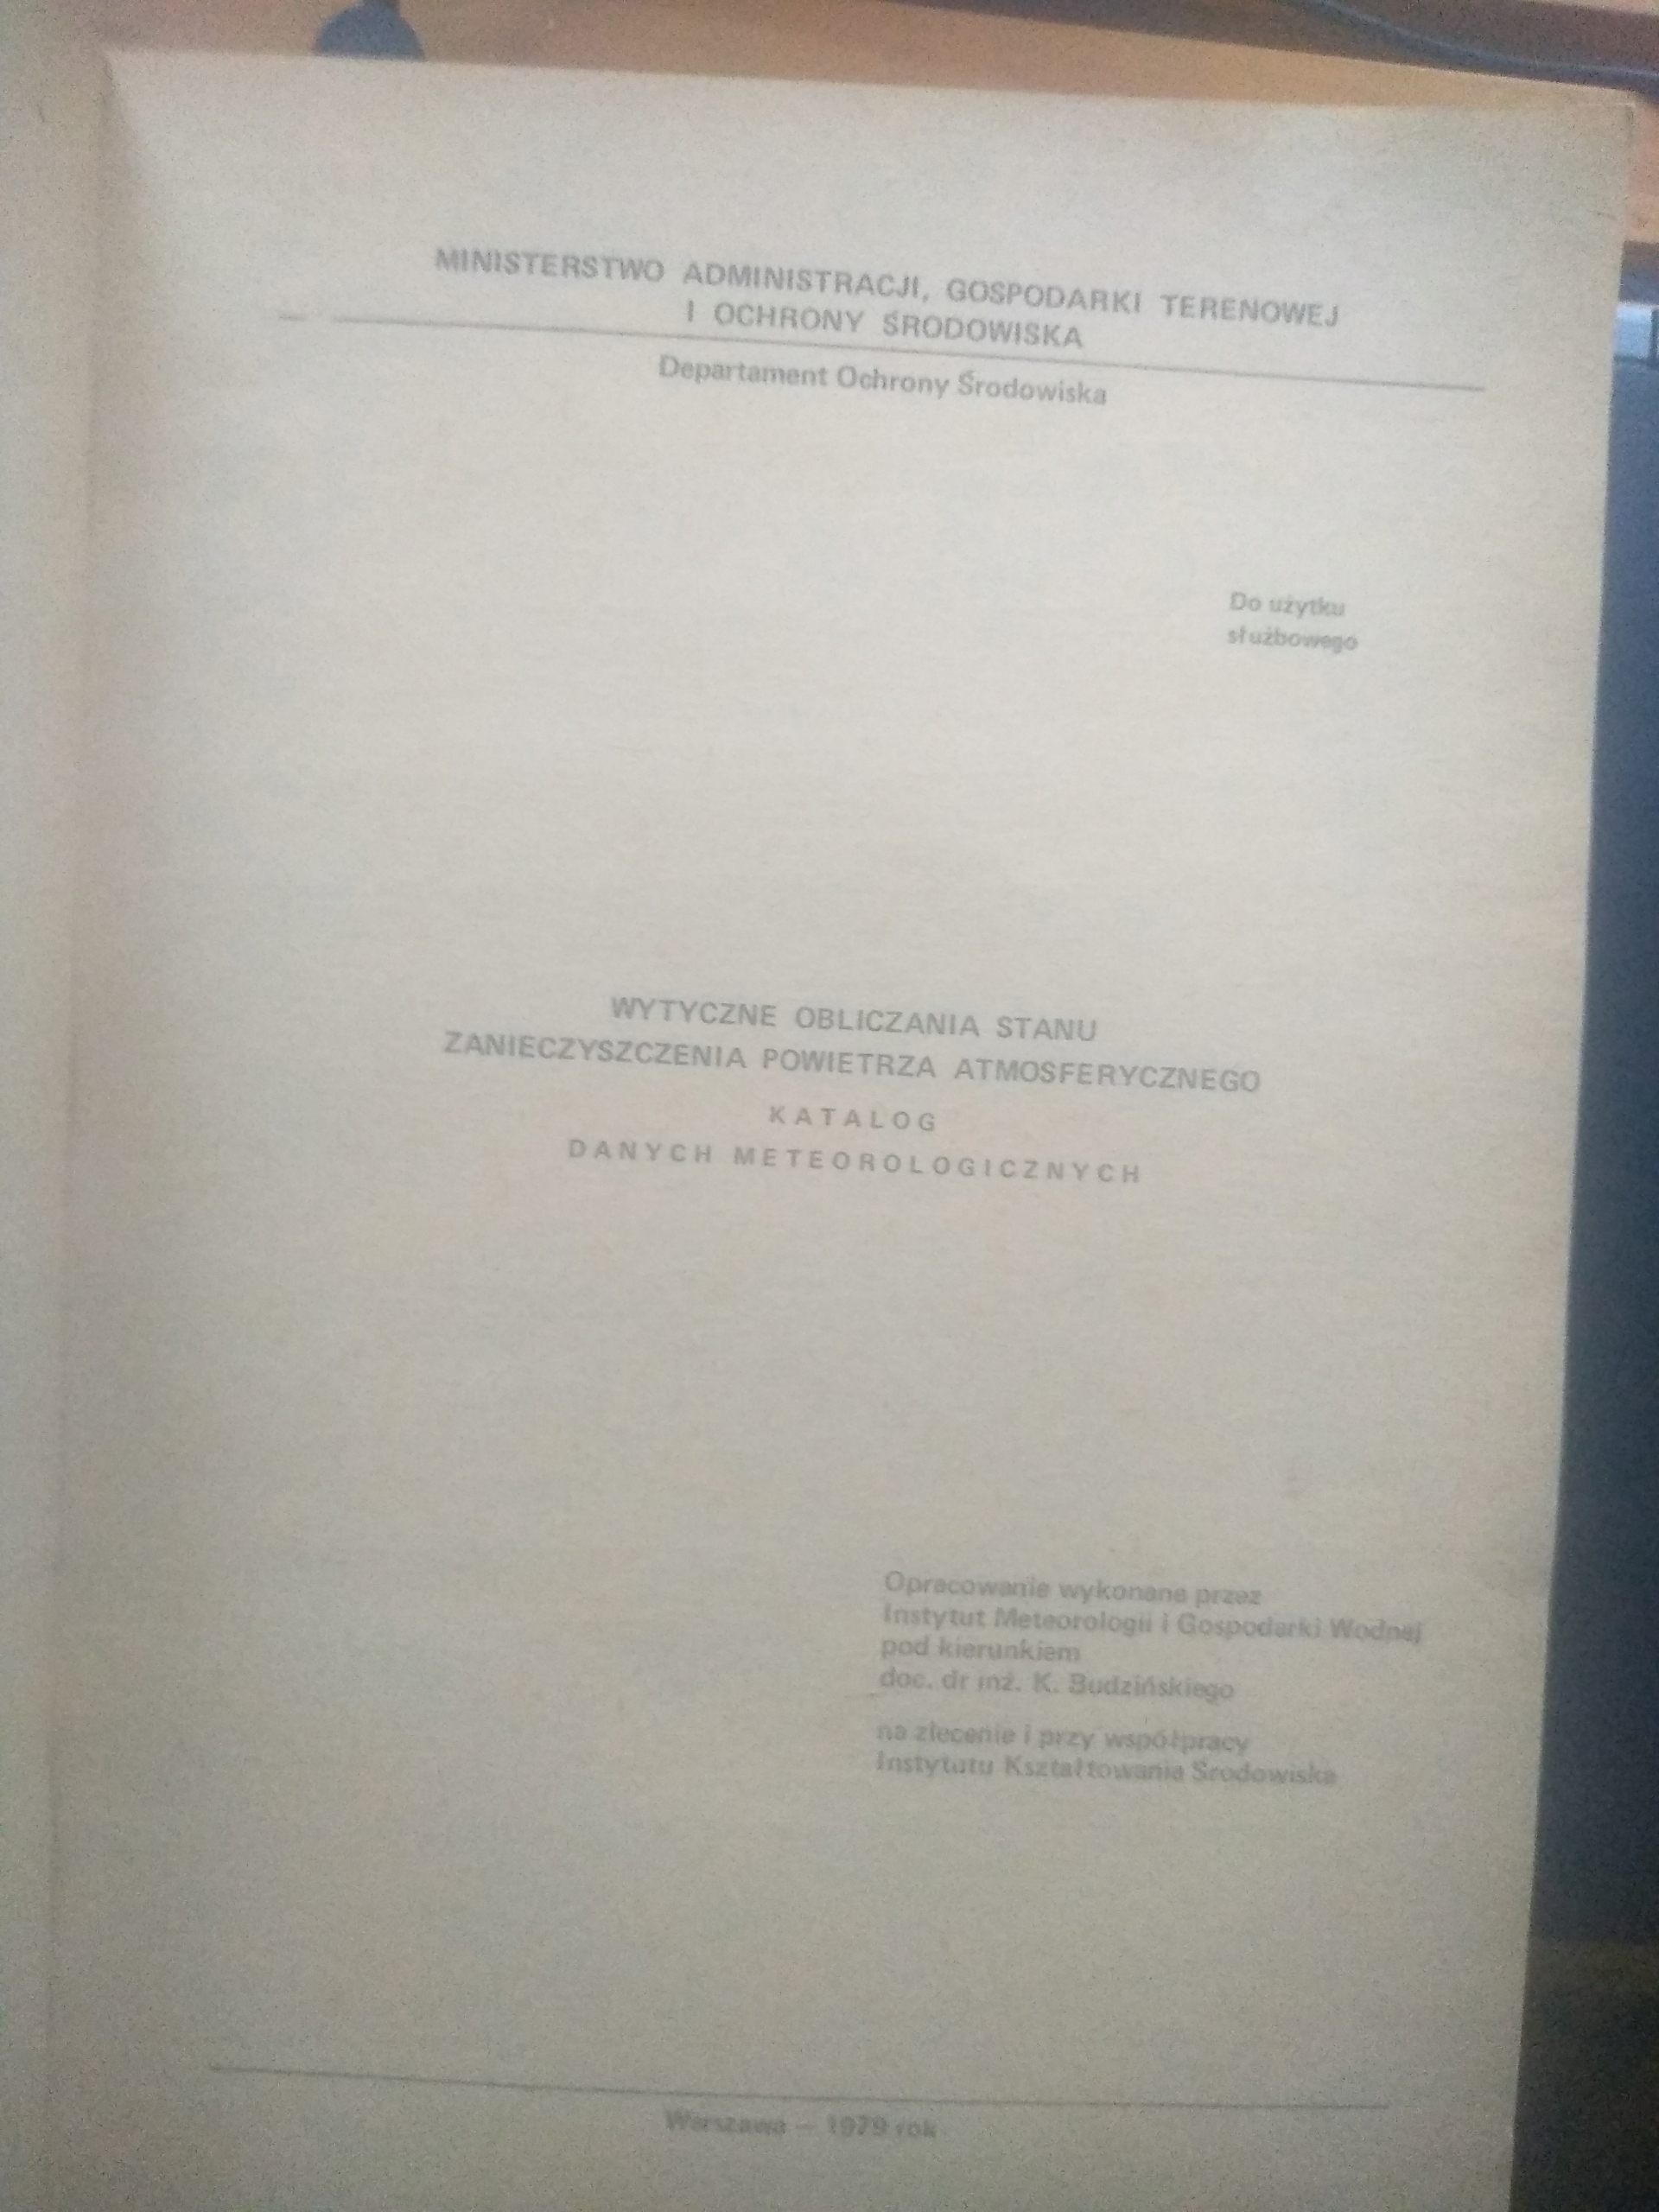 MINISTERSTWO ADMINISTRACJI, GOSPODARKI TERENOWEJ
I OCHRONY ŚRODOWISKA
Departament Ochrony Środowiska
Do użytku
służbowego
WYTYCZNE OBLICZANIA STANU
ZANIECZYSZCZENIA POWIETRZA ATMOSFERYCZNEGO
KATALOG
DANYCH METEOROLOGICZNYCH
Opracowanie wykonane przez
Instytut Meteorologii i Gospodarki Wodnej
pod kierunkiem
doc. dr inż. K. Budzińskiego
na zlecenie i przy współpracy
Instytutu Kształtowania Środowiska
Warszawa — 1979 rok